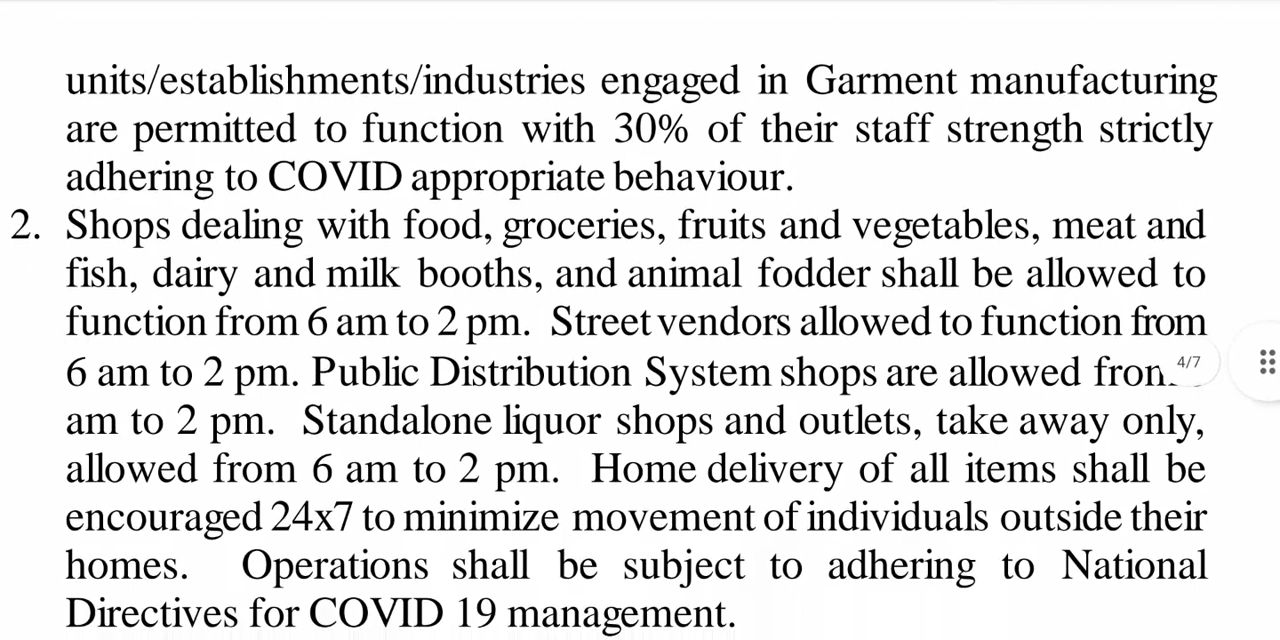 units/establishments/industries engaged in Garment manufacturing
are permitted to function with 30% of their staff strength strictly
adhering to COVID appropriate behaviour.
2. Shops dealing with food, groceries, fruits and vegetables, meat and
fish, dairy and milk booths, and animal fodder shall be allowed to
function from 6 am to 2 pm. Street vendors allowed to function from
6 am to 2 pm. Public Distribution System shops are allowed 4/7
am to 2 pm. Standalone liquor shops and outlets, take away only,
allowed from 6 am to 2 pm. Home delivery of all items shall be
encouraged 24x7 to minimize movement of individuals outside their
homes. Operations shall be subject to adhering to National
Directives for COVID 19 management.